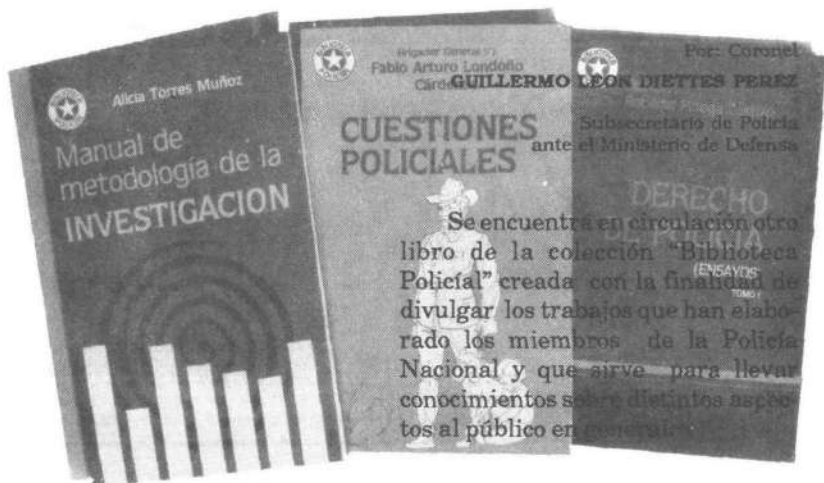 Alicia Torres Muñoz
Manual de
metodología de la
INVESTIGACION
Brigadier General
Fabio Arturo Londoño
Cárdenas
CUESTIONES
POLICIALES
DERECHO
(ENSAYOS
TOMO I
Por: Coronel
GUILLERMO LEON DIETTES PEREZ
Subsecretario de Policía
ante el Ministerio de Defensa
Se encuentra en circulación otro
libro de la colección "Biblioteca
Policíal" creada con la finalidad de
divulgar los trabajos que han elabo-
rado los miembros de la Policía
Nacional y que sirve para llevar
conocimientos sobre distintos aspec-
tos al público en general.